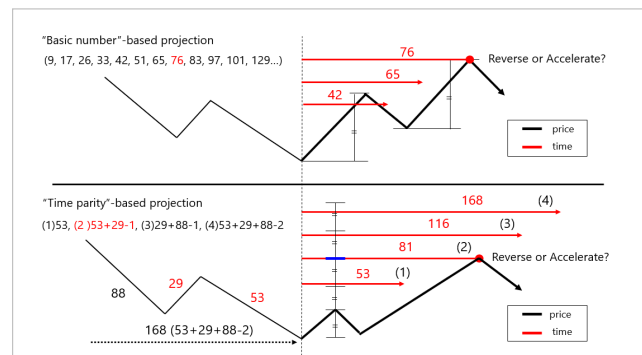 "Basic number"-based projection
(9, 17, 26, 33, 42, 51, 65, 76, 83, 97, 101, 129...)
76
Reverse or Accelerate?
65
42
price
time
"Time parity"-based projection
(1)53, (2 )53+29-1, (3)29+88-1, (4)53+29+88-2
168 (4)
116 (3)
81 (2)
Reverse or Accelerate?
53 (1)
29
88
53
168 (53+29+88-2)
price
time